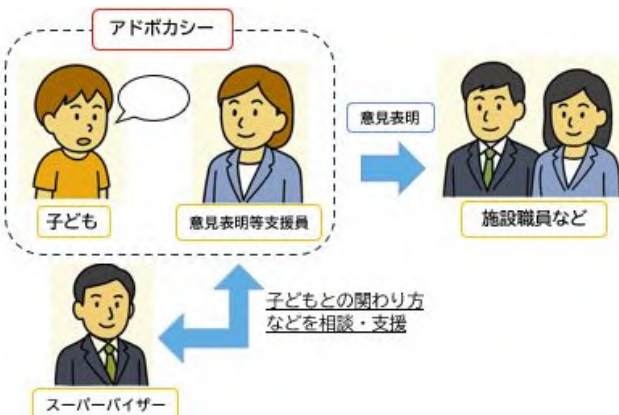 アドボカシー
意見表明
子ども
意見表明等支援員
施設職員など
子どもとの関わり方
などを相談・支援
スーパーバイザー